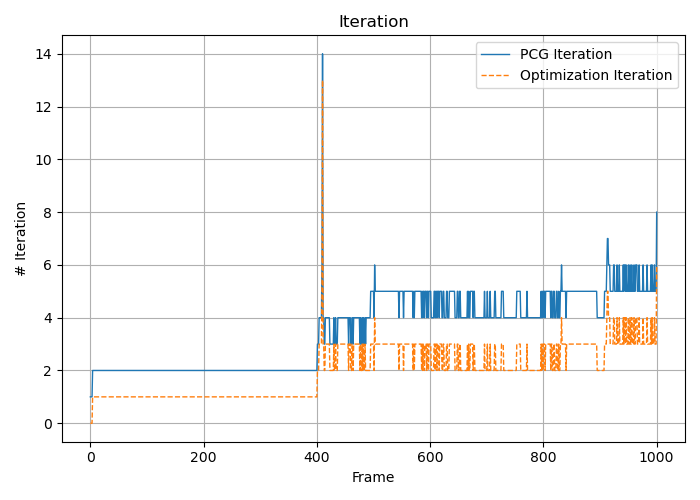 Iteration
PCG Iteration
Optimization Iteration
14
12
10
8
6
4
2
0
# Iteration
0 200 400 600 800 1000
Frame